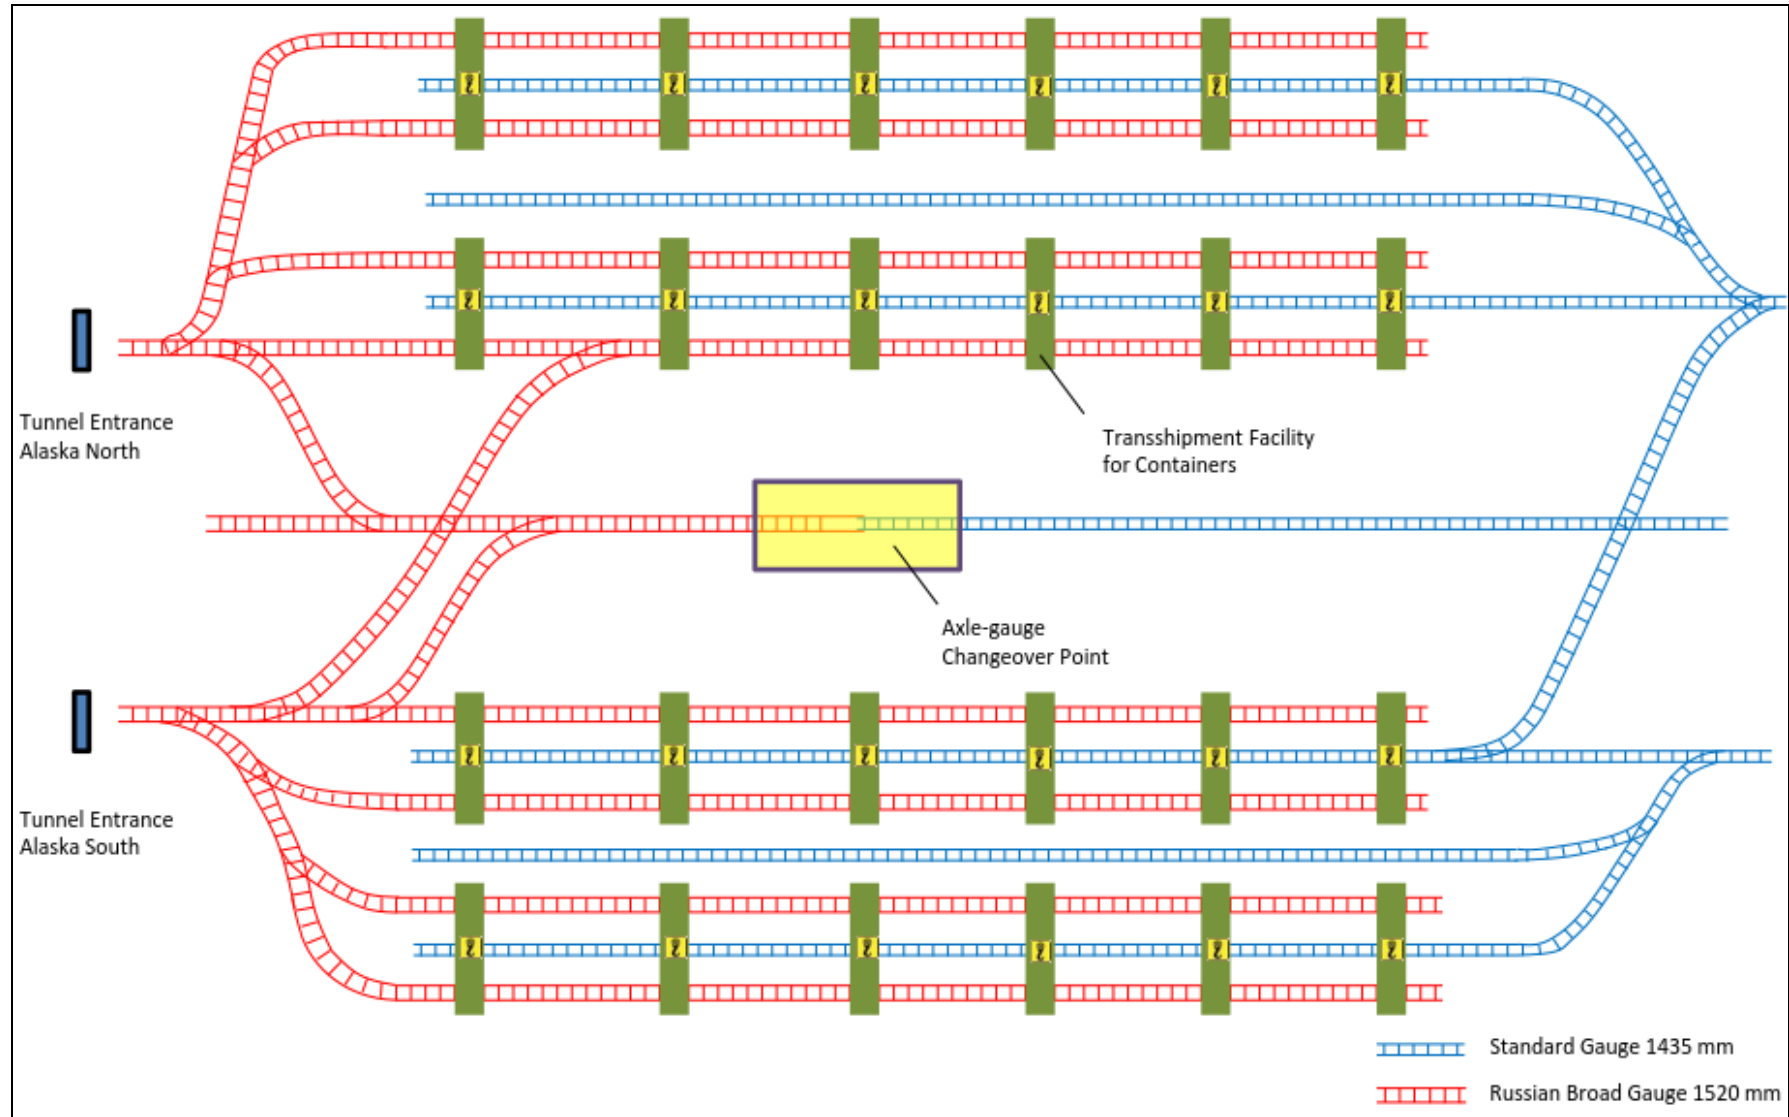 Tunnel Entrance
Alaska North
Transshipment Facility
for Containers
Axle-gauge
Changeover Point
Tunnel Entrance
Alaska South
Standard Gauge 1435 mm
Russian Broad Gauge 1520 mm